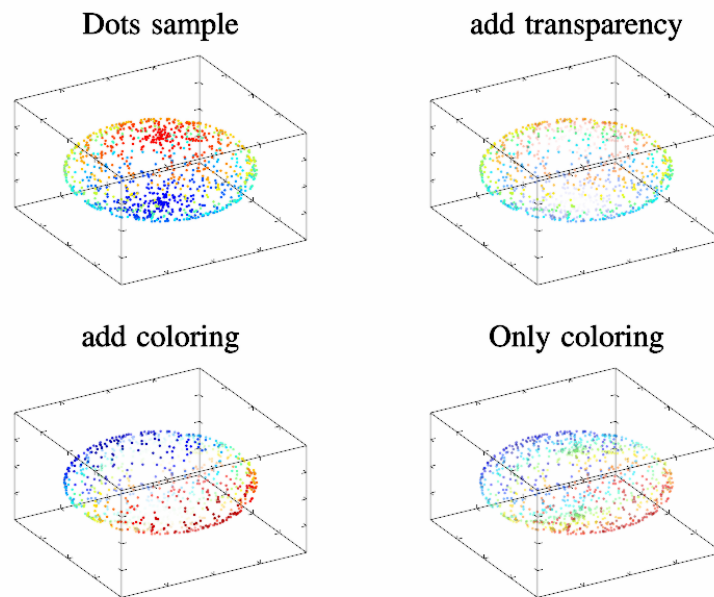 Dots sample
add transparency
add coloring
Only coloring